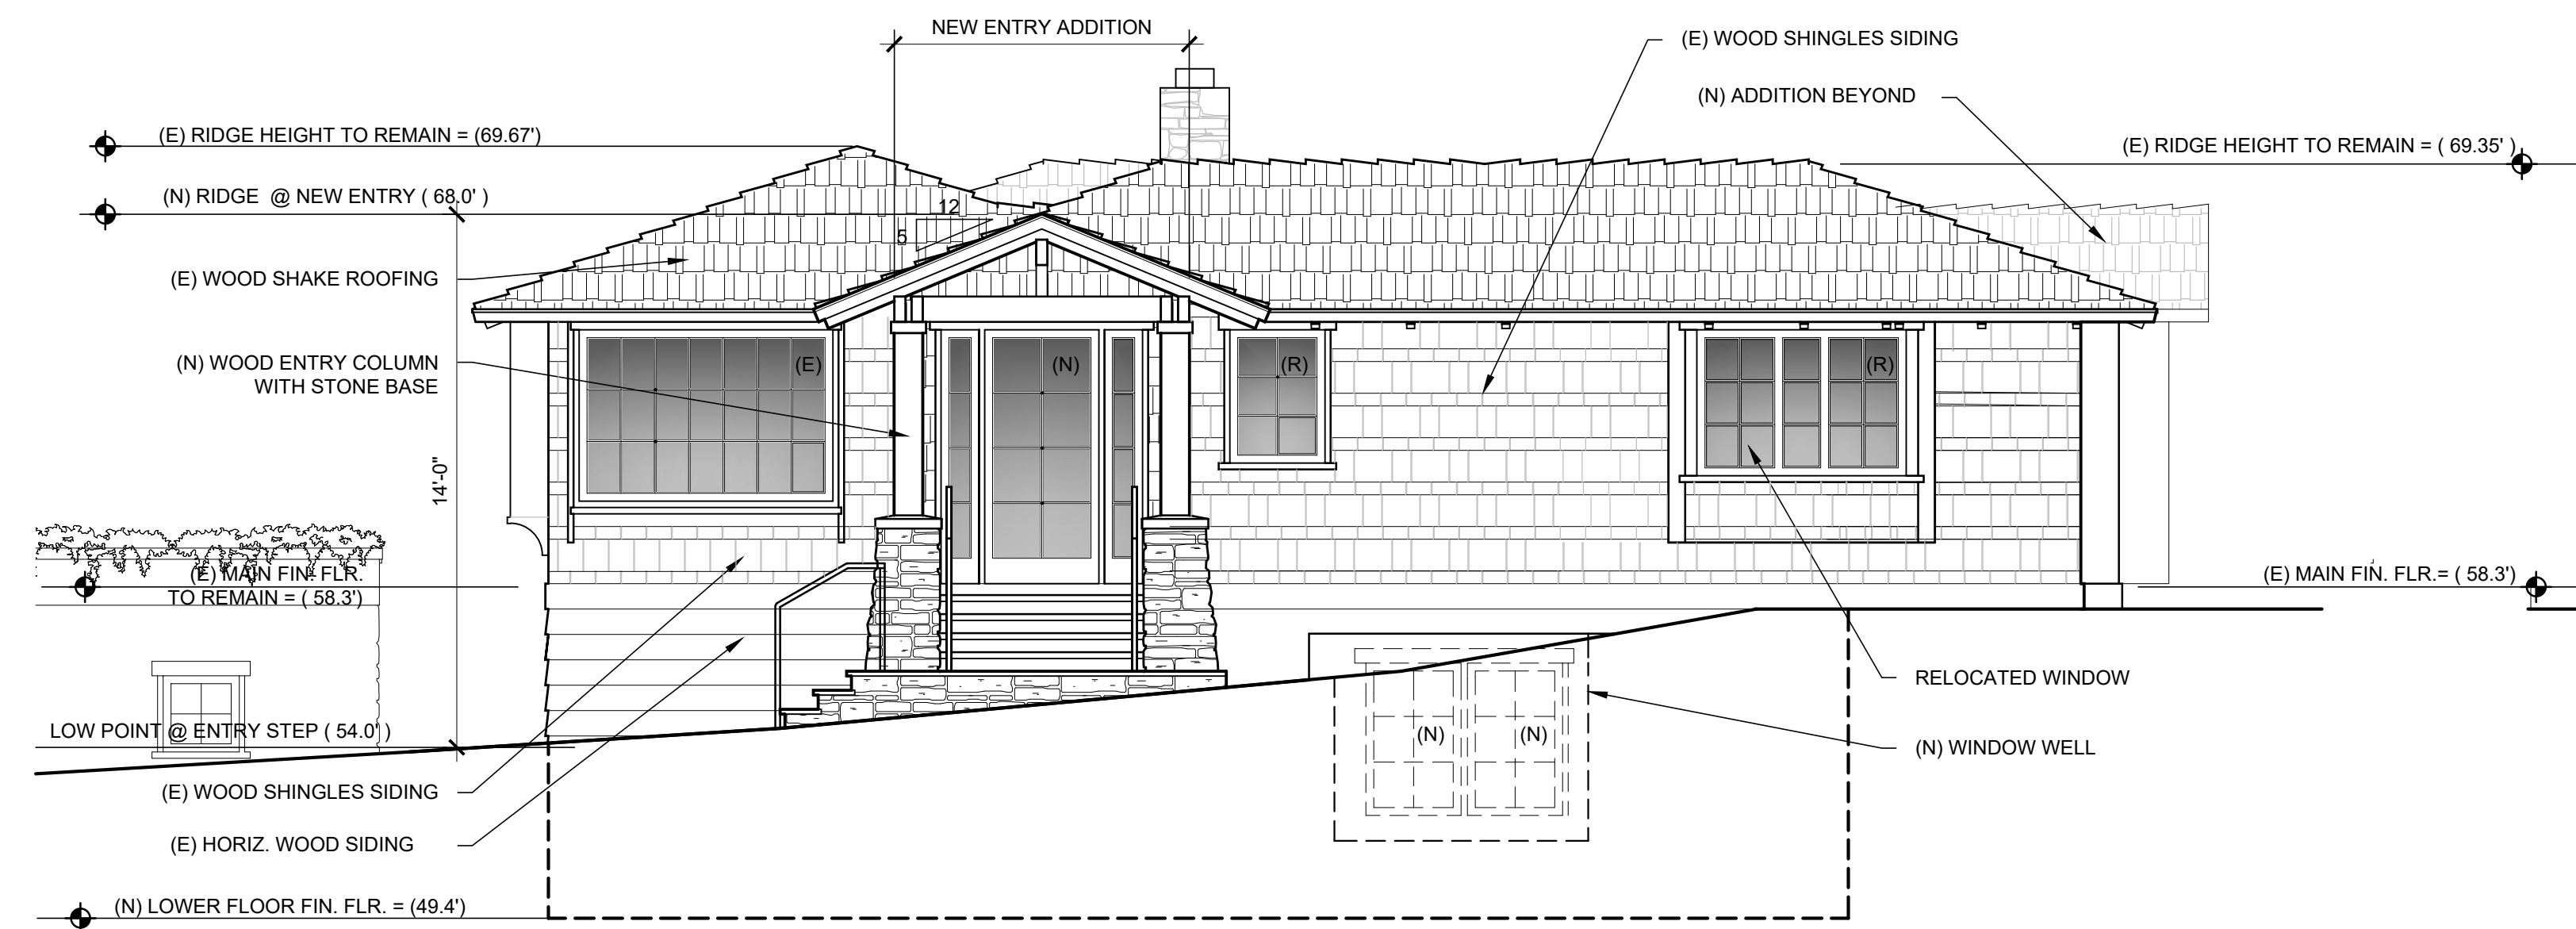 NEW ENTRY ADDITION
(E) WOOD SHINGLES SIDING
(N) ADDITION BEYOND
(E) RIDGE HEIGHT TO REMAIN = (69.67')
(E) RIDGE HEIGHT TO REMAIN = ( 69.35' )
(N) RIDGE @ NEW ENTRY ( 68.0' )
12
5
(E) WOOD SHAKE ROOFING
(N) WOOD ENTRY COLUMN
WITH STONE BASE
(E)
(N)
(R)
(R)
14'-0"
(E) MAIN FIN. FLR.
TO REMAIN = ( 58.3')
(E) MAIN FIN. FLR.= ( 58.3')
RELOCATED WINDOW
LOW POINT @ ENTRY STEP ( 54.0' )
(N)
(N)
(N) WINDOW WELL
(E) WOOD SHINGLES SIDING
(E) HORIZ. WOOD SIDING
(N) LOWER FLOOR FIN. FLR. = (49.4')